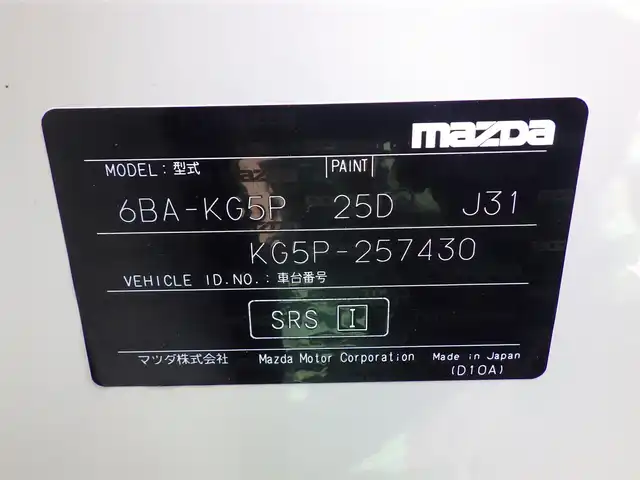 mazda
MODEL：型式 PAINT
6BA-KG5P 25D J31
KG5P-257430
VEHICLE ID.NO.：車台番号
SRS I
マツダ株式会社 Mazda Motor Corporation Made in Japan
(D10A)